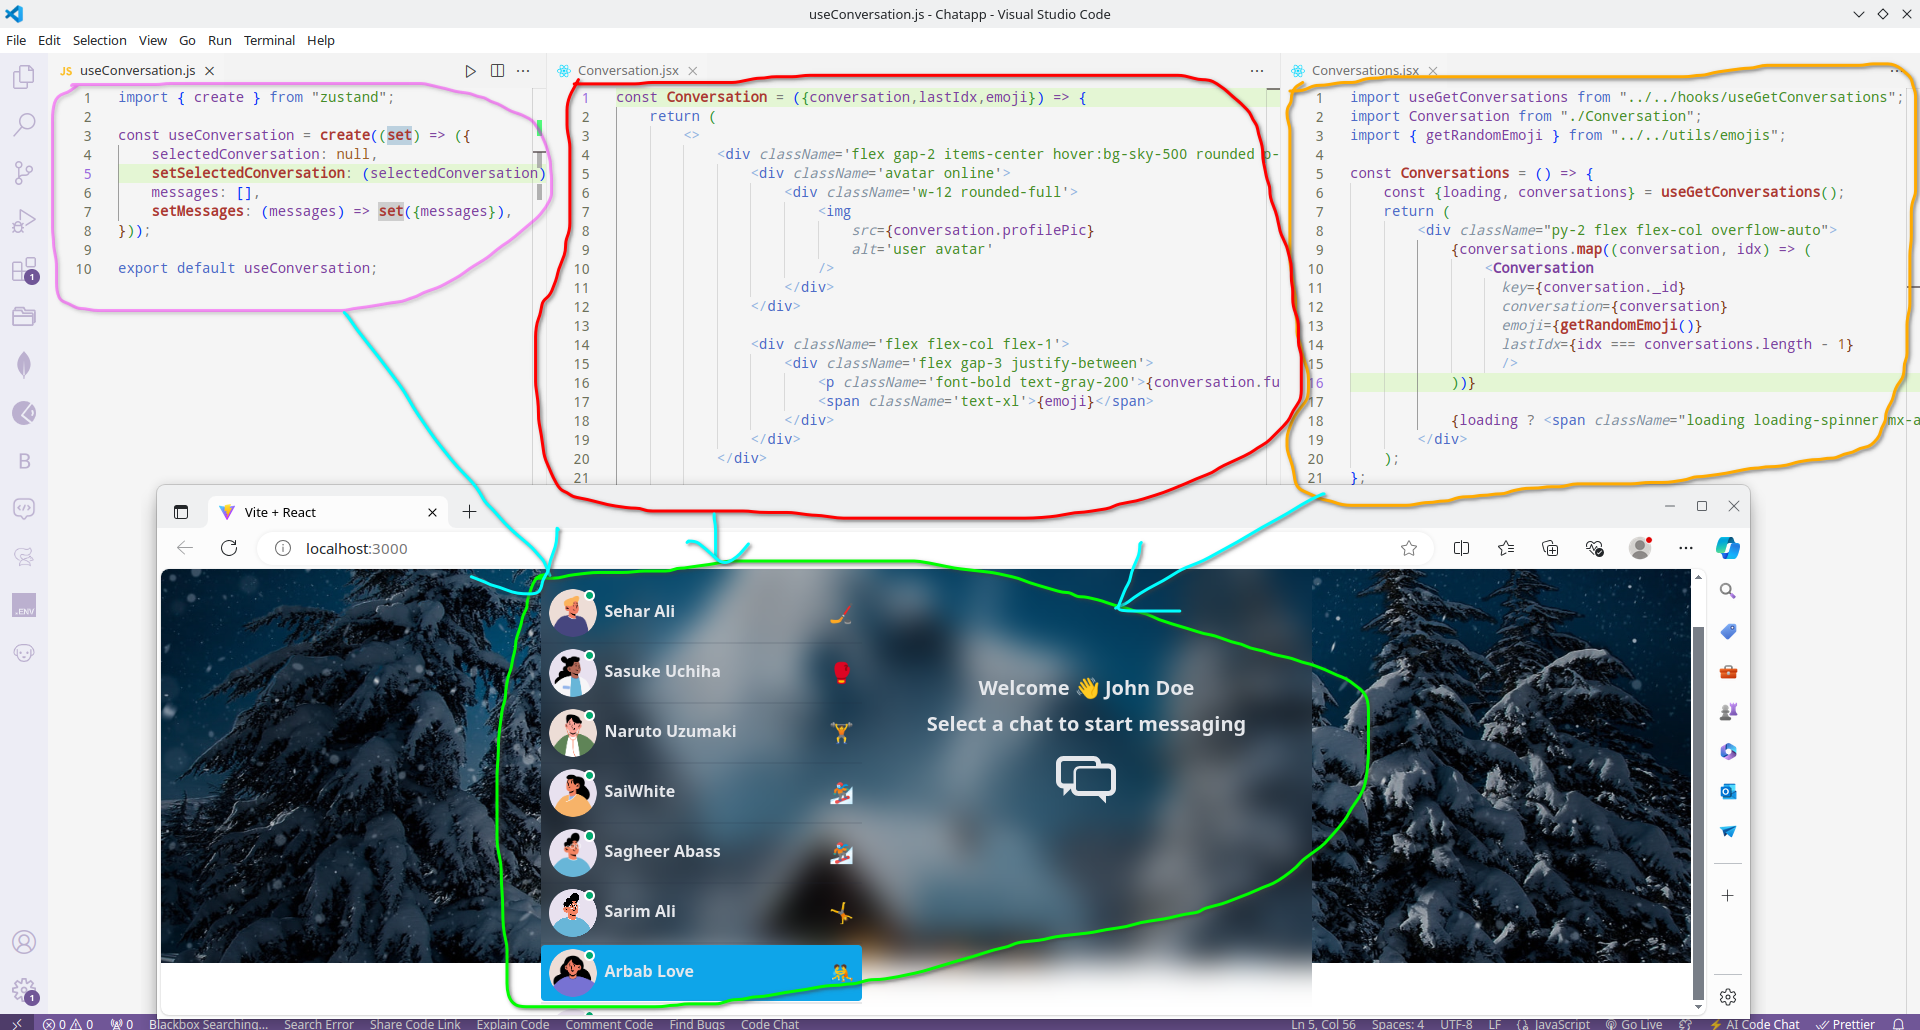 useConversation.js - Chatapp - Visual Studio Code
File Edit Selection View Go Run Terminal Help
JS useConversation.js
1 import { create } from "zustand";
2
3 const useConversation = create((set) => ({
4 selectedConversation: null,
5 setSelectedConversation: (selectedConversation)
6 messages: [],
7 setMessages: (messages) => set({messages}),
8 }));
9
10 export default useConversation;
Conversation.jsx
1 const Conversation = ({conversation,lastIdx,emoji}) => {
2 return (
3 <>
4 <div className='flex gap-2 items-center hover:bg-sky-500 rounded p-
5 <div className='avatar online'>
6 <div className='w-12 rounded-full'>
7 <img
8 src={conversation.profilePic}
9 alt='user avatar'
10 />
11 </div>
12 </div>
13
14 <div className='flex flex-col flex-1'>
15 <div className='flex gap-3 justify-between'>
16 <p className='font-bold text-gray-200'>{conversation.fu
17 <span className='text-xl'>{emoji}</span>
18 </div>
19 </div>
20 </div>
21
Conversations.jsx
1 import useGetConversations from "../../hooks/useGetConversations";
2 import Conversation from "./Conversation";
3 import { getRandomEmoji } from "../../utils/emojis";
4
5 const Conversations = () => {
6 const {loading, conversations} = useGetConversations();
7 return (
8 <div className="py-2 flex flex-col overflow-auto">
9 {conversations.map((conversation, idx) => (
10 <Conversation
11 key={conversation._id}
12 conversation={conversation}
13 emoji={getRandomEmoji()}
14 lastIdx={idx === conversations.length - 1}
15 />
16 ))}
17
18 {loading ? <span className="loading loading-spinner mx-a
19 </div>
20 );
21 };
Vite + React
localhost:3000
Sehar Ali
Sasuke Uchiha
Naruto Uzumaki
SaiWhite
Sagheer Abass
Sarim Ali
Arbab Love
Welcome 👋 John Doe
Select a chat to start messaging
1
B
.ENV
1
0 0 0 Blackbox Searching... Search Error Share Code Link Explain Code Comment Code Find Bugs Code Chat Ln 5, Col 56 Spaces: 4 UTF-8 LF {} JavaScript Go Live AI Code Chat Prettier